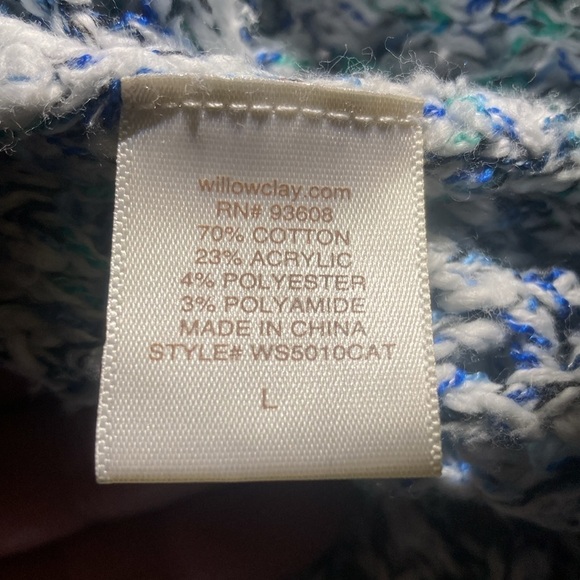 willowclay.com
RN# 93608
70% COTTON
23% ACRYLIC
4% POLYESTER
3% POLYAMIDE
MADE IN CHINA
STYLE# WS5010CAT
L